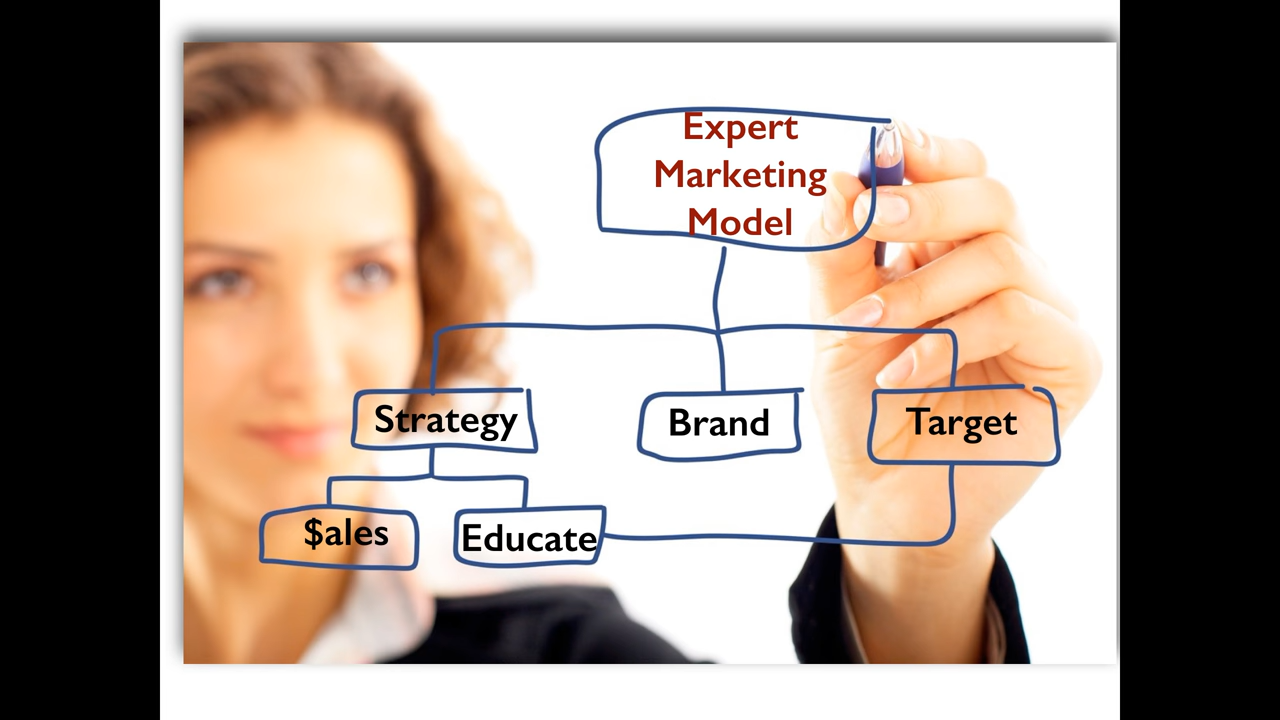 Expert
Marketing
Model
Strategy
Brand
Target
$ales
Educate